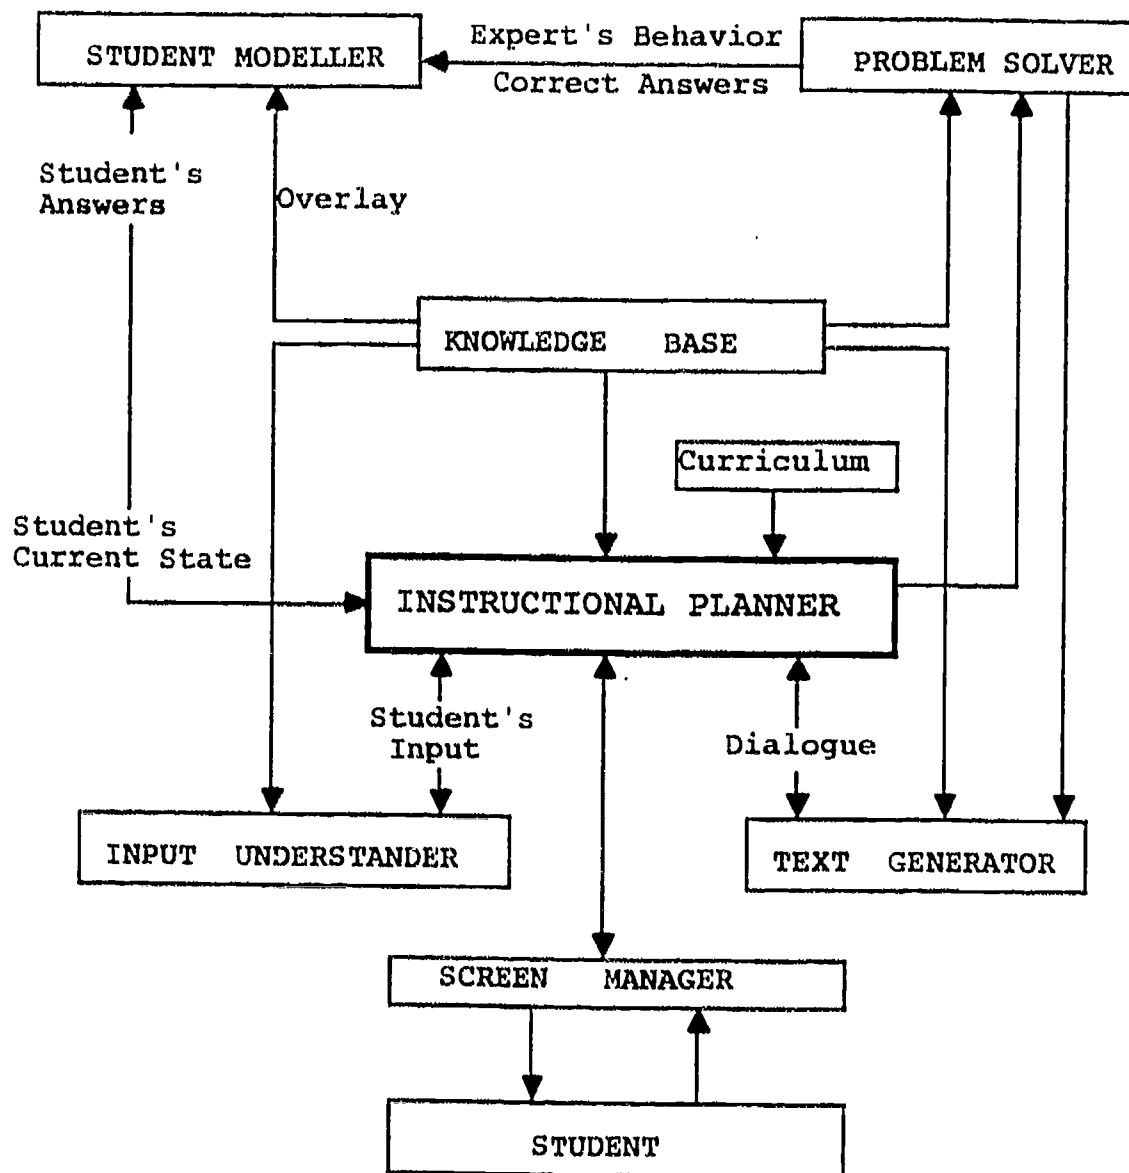 STUDENT MODELLER
Expert's Behavior
Correct Answers
PROBLEM SOLVER
Student's
Answers
Overlay
KNOWLEDGE BASE
Curriculum
Student's
Current State
INSTRUCTIONAL PLANNER
Student's
Input
Dialogue
INPUT UNDERSTANDER
TEXT GENERATOR
SCREEN MANAGER
STUDENT